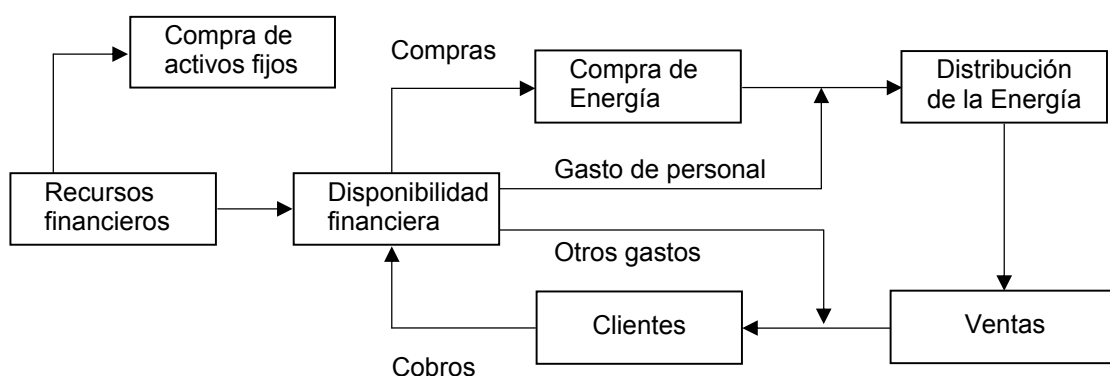 Compra de
activos fijos
Compras
Compra de
Energía
Distribución
de la Energía
Recursos
financieros
Disponibilidad
financiera
Gasto de personal
Otros gastos
Clientes
Ventas
Cobros